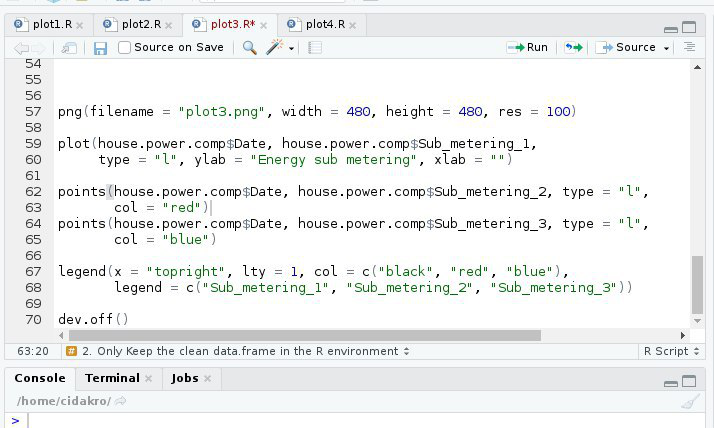 plot1.R × plot2.R × plot3.R* × plot4.R ×
Source on Save Run Source
54
55
56
57 png(filename = "plot3.png", width = 480, height = 480, res = 100)
58
59 plot(house.power.comp$Date, house.power.comp$Sub_metering_1,
60 type = "l", ylab = "Energy sub metering", xlab = "")
61
62 points(house.power.comp$Date, house.power.comp$Sub_metering_2, type = "l",
63 col = "red")
64 points(house.power.comp$Date, house.power.comp$Sub_metering_3, type = "l",
65 col = "blue")
66
67 legend(x = "topright", lty = 1, col = c("black", "red", "blue"),
68 legend = c("Sub_metering_1", "Sub_metering_2", "Sub_metering_3"))
69
70 dev.off()
63:20 # 2. Only Keep the clean data.frame in the R environment R Script
Console Terminal × Jobs ×
/home/cidakro/
>